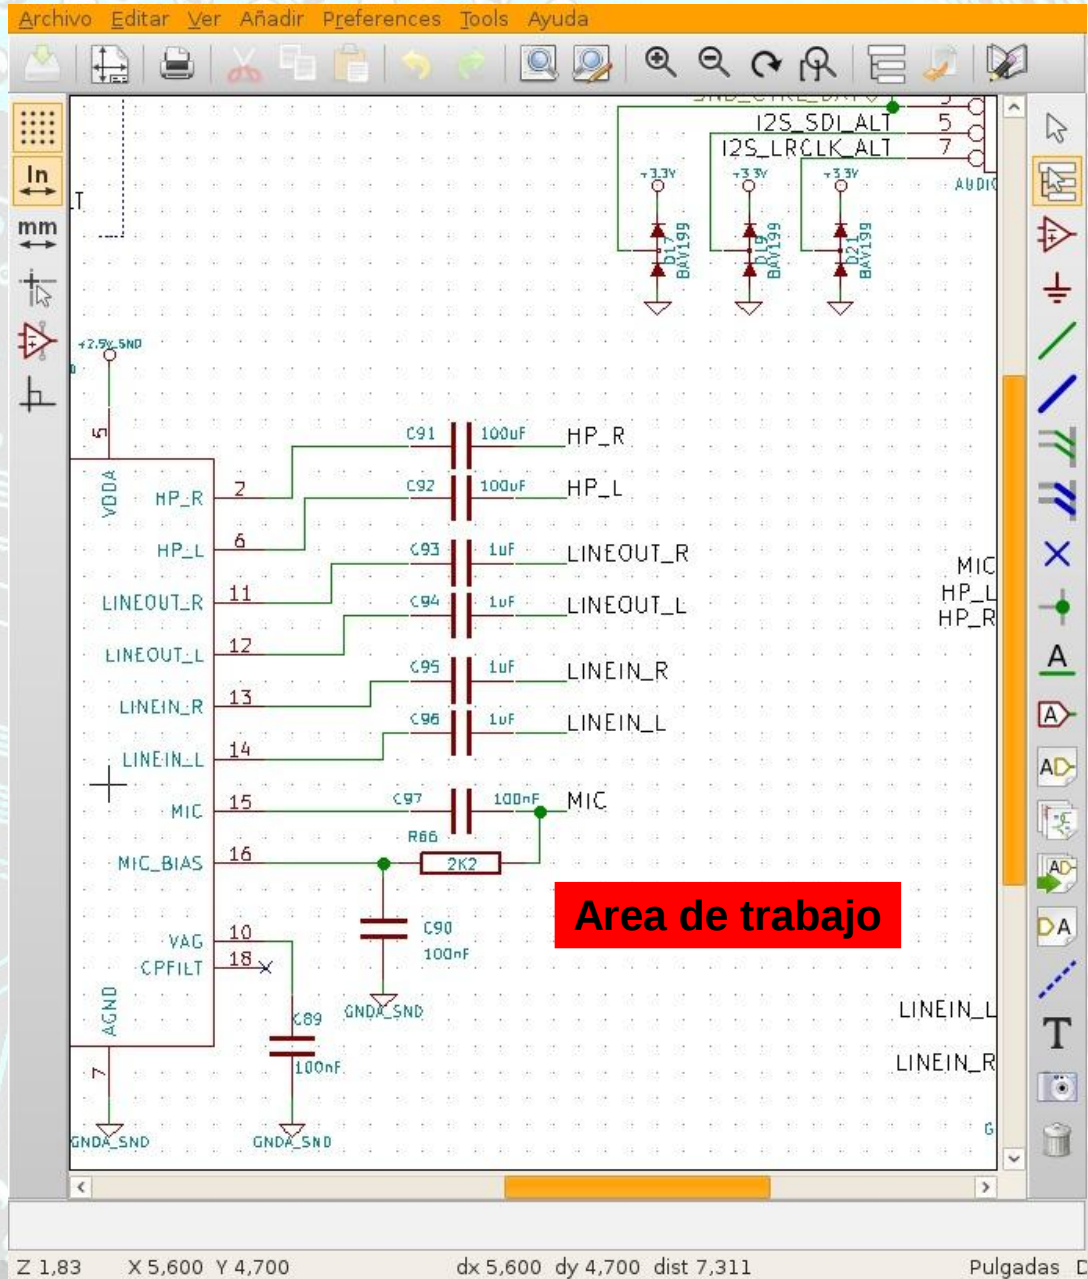 Archivo Editar Ver Añadir Preferences Tools Ayuda
In
mm
I2S_SDI_ALT 5
I2S_LRCLK_ALT 7
+3.3V +3.3V +3.3V
AUDIO
D17 BAV199
D19 BAV199
D21 BAV199
LT
+2.5V_SND
5
VDDA
C91 100uF HP_R
HP_R 2
C92 100uF HP_L
HP_L 6
C93 1uF LINEOUT_R
LINEOUT_R 11
C94 1uF LINEOUT_L
LINEOUT_L 12
C95 1uF LINEIN_R
LINEIN_R 13
C96 1uF LINEIN_L
LINEIN_L 14
MIC
HP_L
HP_R
MIC 15 C97 100nF MIC
R66
MIC_BIAS 16 2K2
Area de trabajo
VAG 10 C90
CPFILT 18 100nF
AGND
GNDA_SND
C89
100nF
7
GNDA_SND GNDA_SND
LINEIN_L
LINEIN_R
G
A
A
AD
AD
DA
T
Z 1,83 X 5,600 Y 4,700 dx 5,600 dy 4,700 dist 7,311 Pulgadas